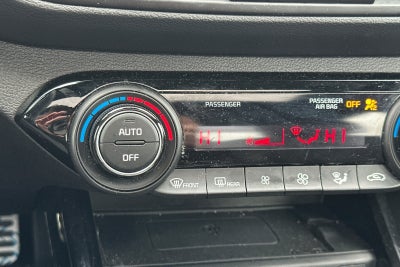 PASSENGER
PASSENGER
AIR BAG OFF
AUTO
OFF
HI
HI
FRONT
REAR